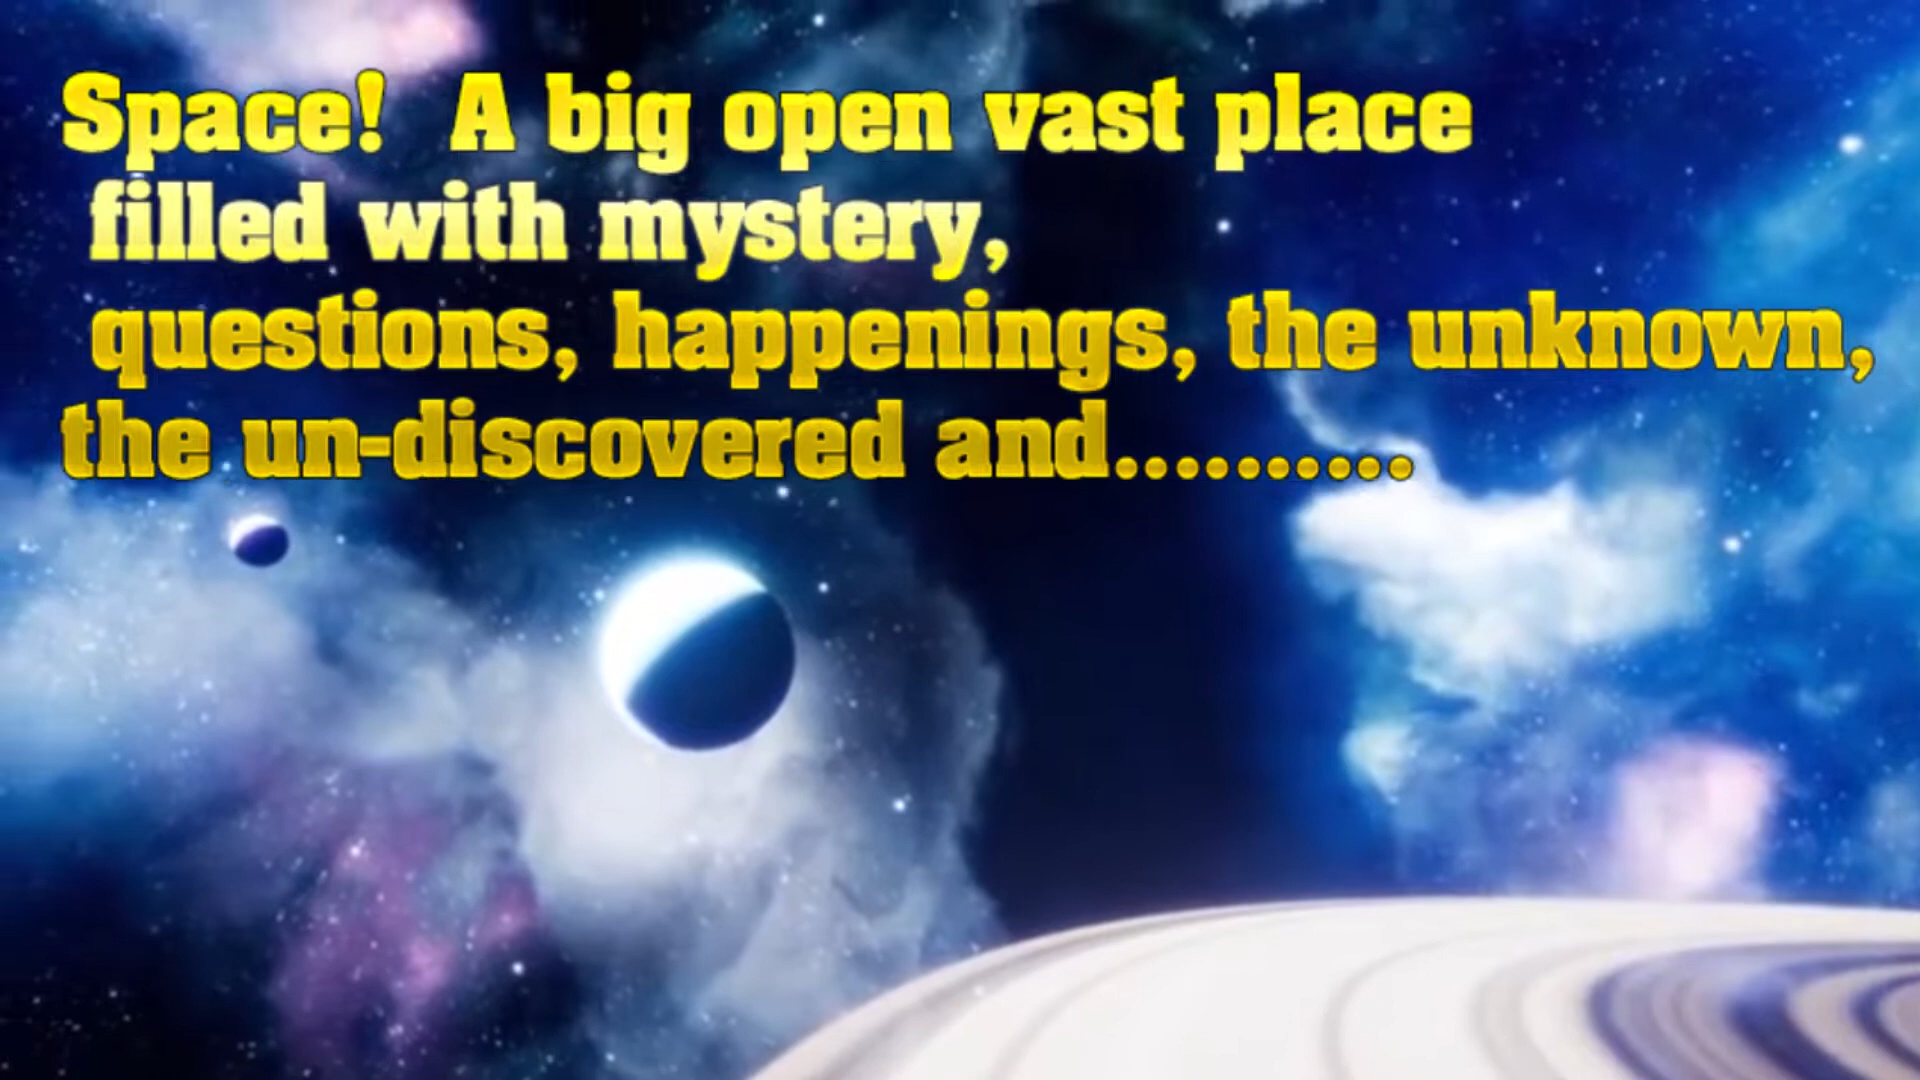 Space!  A big open vast place
filled with mystery,
questions, happenings, the unknown,
the un-discovered and..........